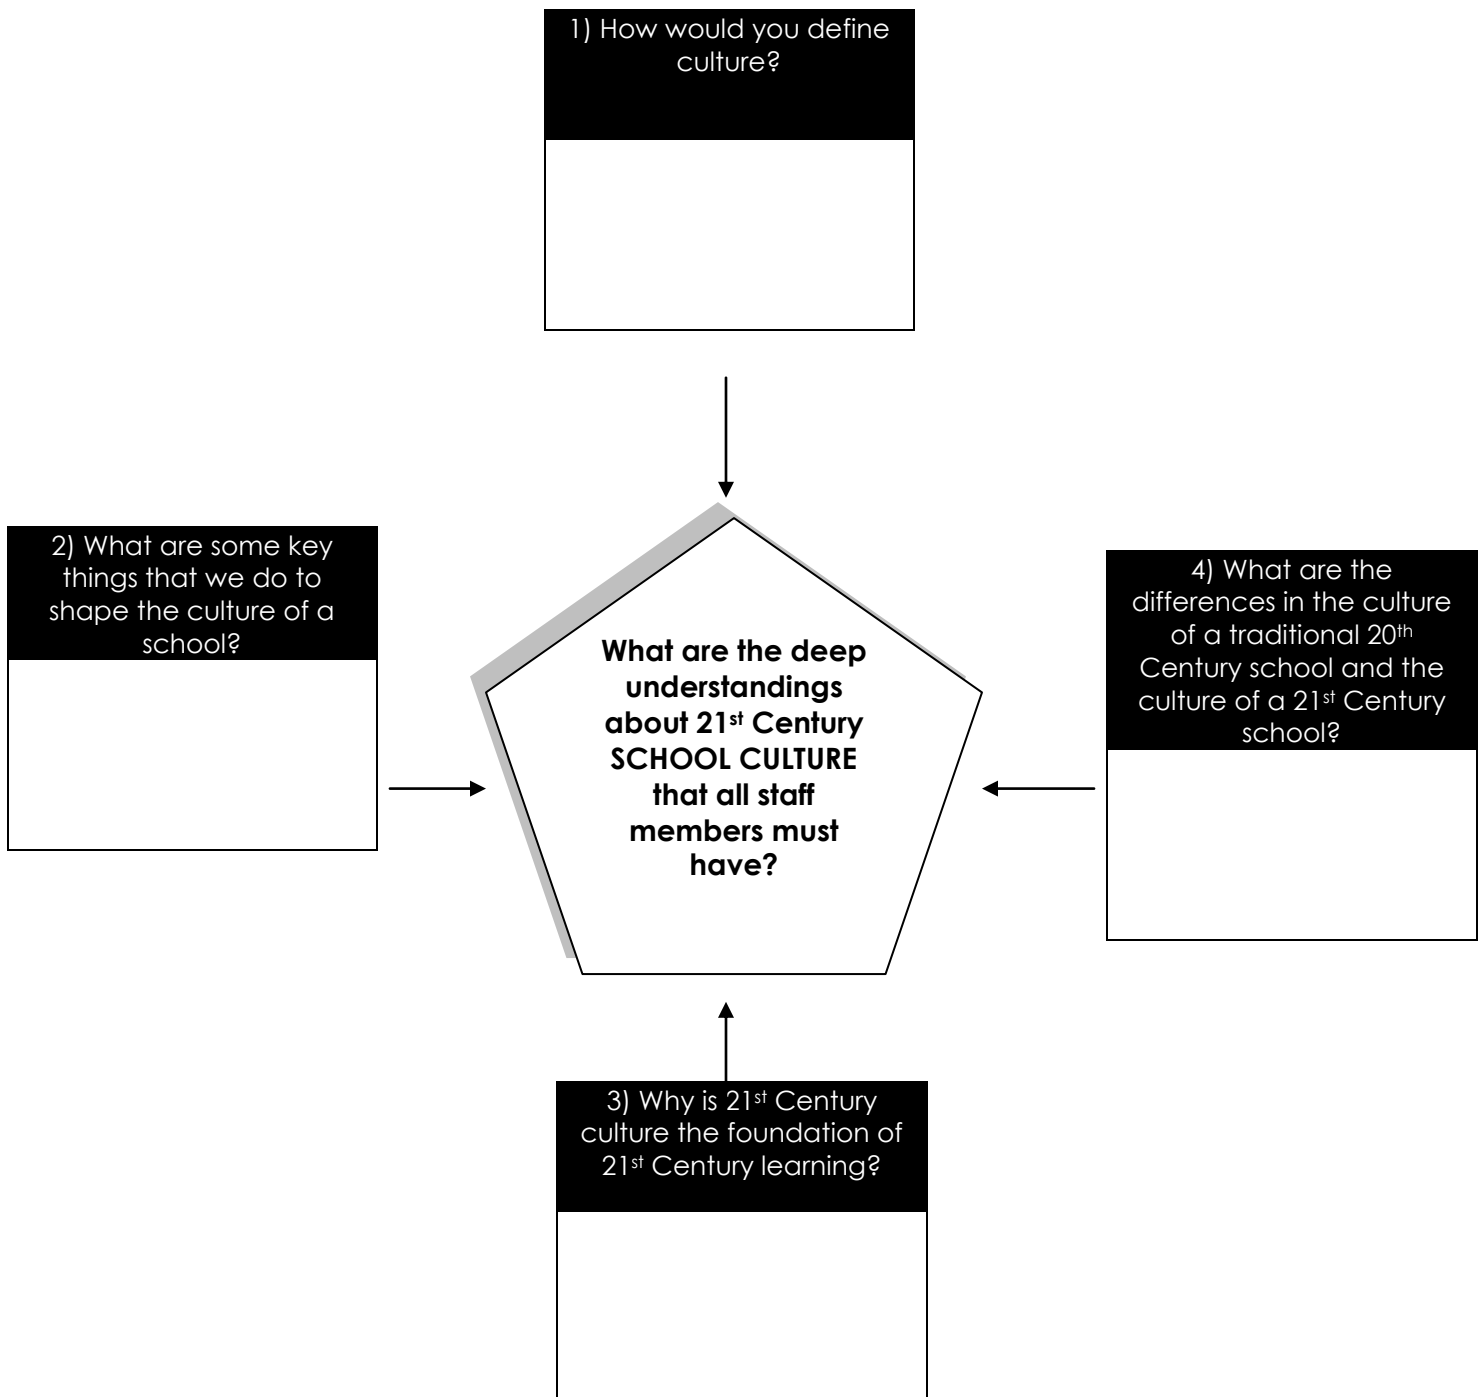 1) How would you define
culture?
2) What are some key
things that we do to
shape the culture of a
school?
What are the deep
understandings
about 21st Century
SCHOOL CULTURE
that all staff
members must
have?
4) What are the
differences in the culture
of a traditional 20th
Century school and the
culture of a 21st Century
school?
3) Why is 21st Century
culture the foundation of
21st Century learning?